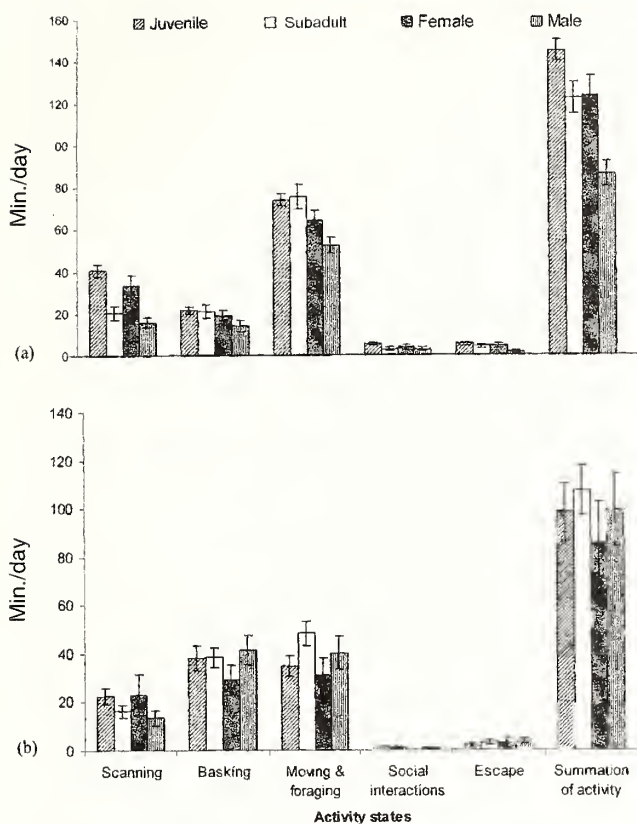 Juvenile Subadult Female Male
160
140
120
00
80
60
40
20
0
Min./day
(a)
140
120
100
80
60
40
20
0
Min./day
(b)
Scanning Basking Moving & foraging Social interactions Escape Summation of activity
Activity states